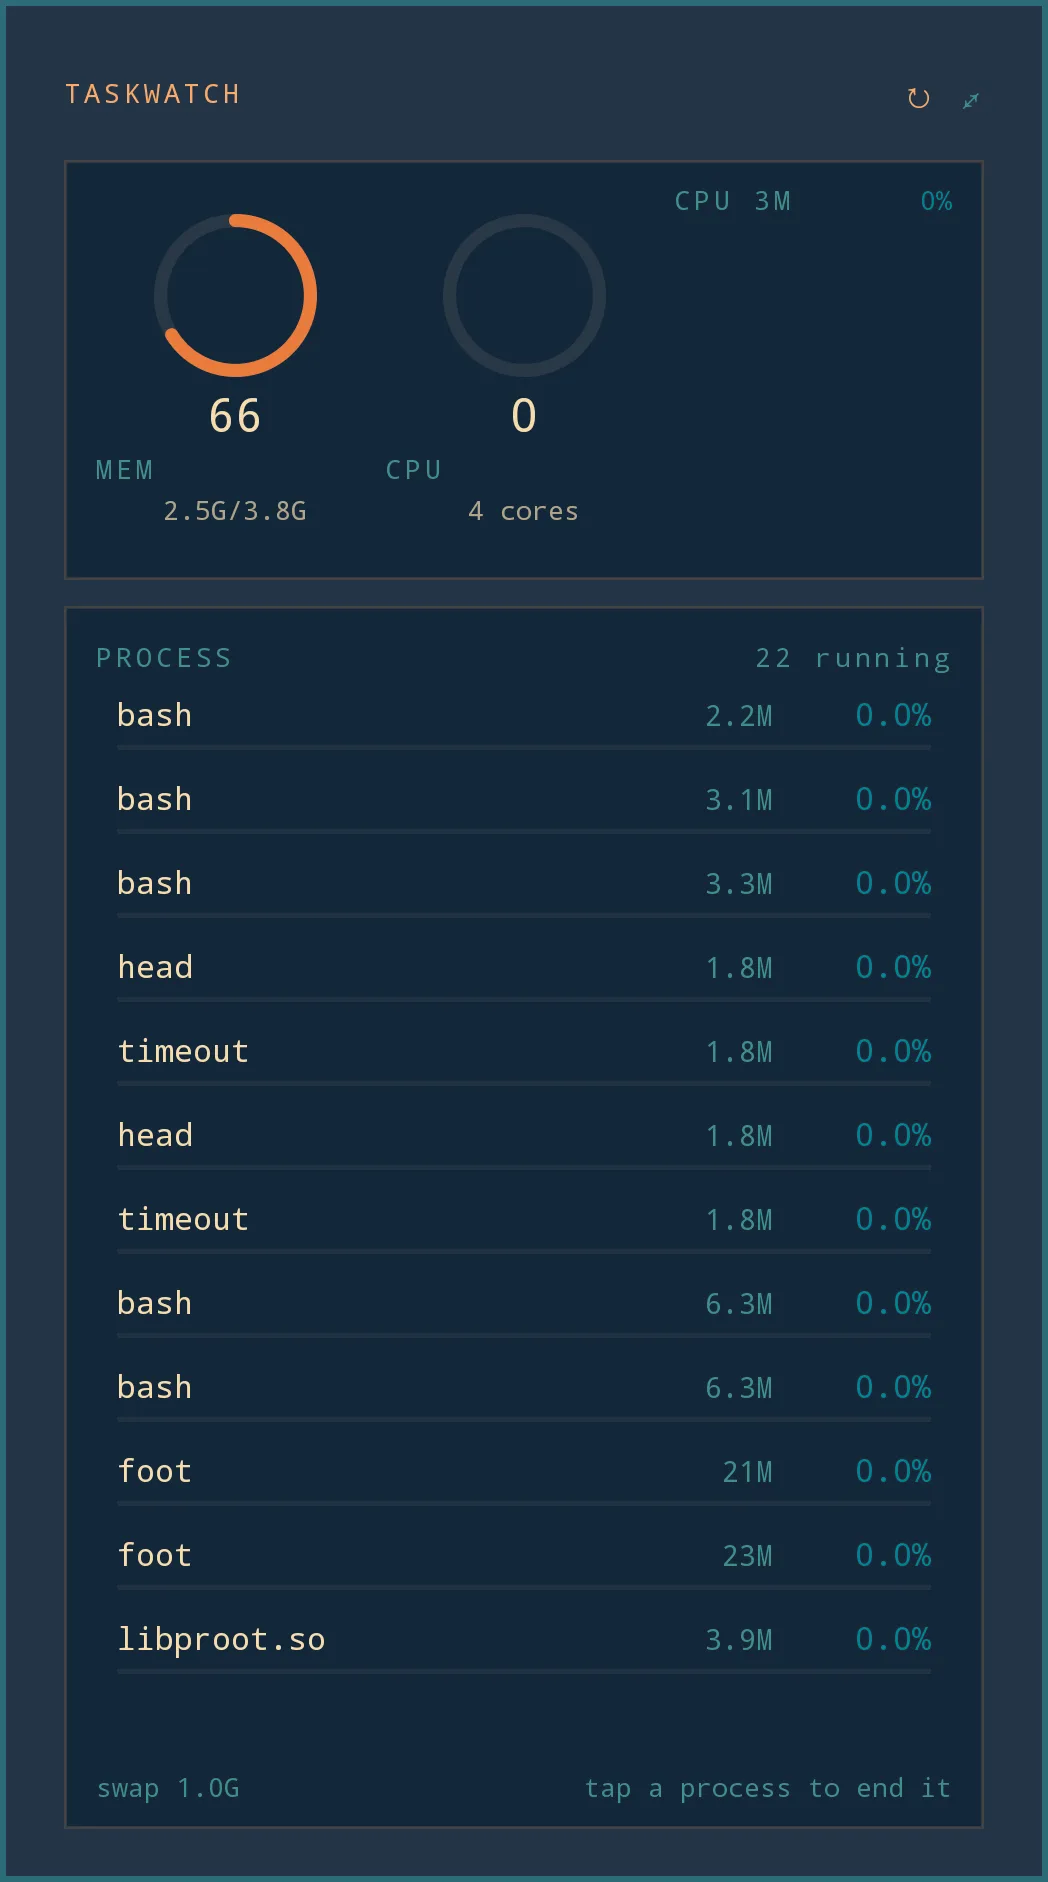 TASKWATCH
CPU 3M 0%
66 0
MEM CPU
2.5G/3.8G 4 cores
PROCESS 22 running
bash 2.2M 0.0%
bash 3.1M 0.0%
bash 3.3M 0.0%
head 1.8M 0.0%
timeout 1.8M 0.0%
head 1.8M 0.0%
timeout 1.8M 0.0%
bash 6.3M 0.0%
bash 6.3M 0.0%
foot 21M 0.0%
foot 23M 0.0%
libproot.so 3.9M 0.0%
swap 1.0G tap a process to end it